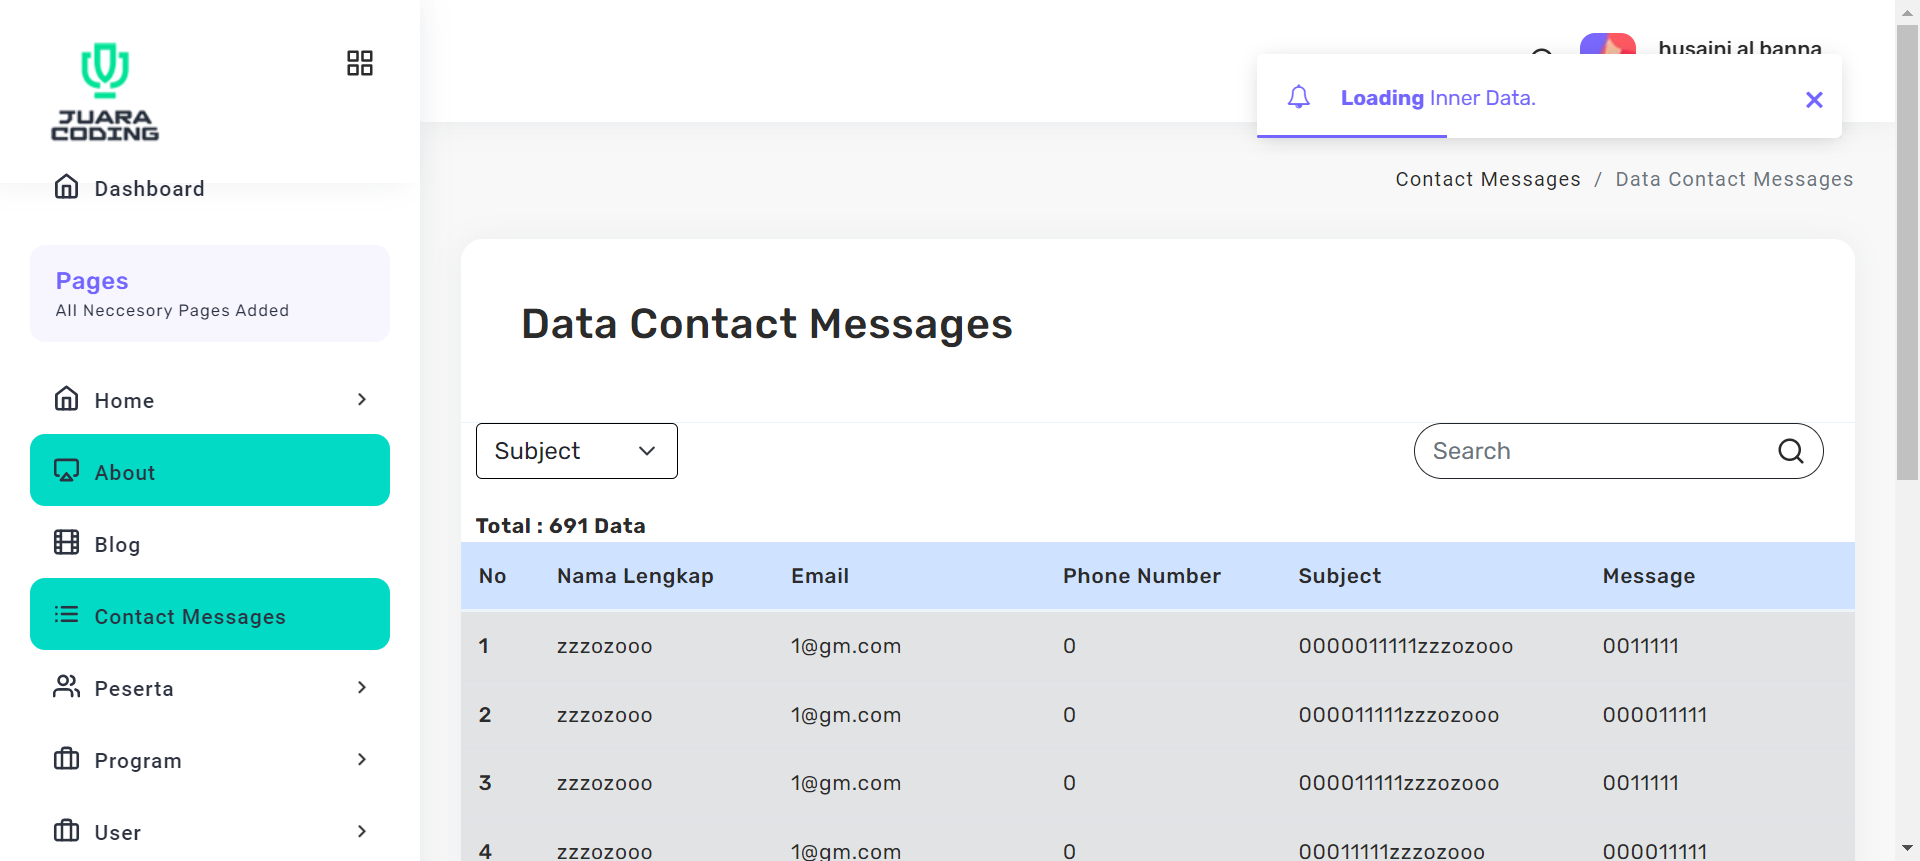 JUARA
CODING
Dashboard
Pages
All Neccesory Pages Added
Home
About
Blog
Contact Messages
Peserta
Program
User
husaini al banna
Loading Inner Data.
Contact Messages / Data Contact Messages
Data Contact Messages
Subject
Search
Total : 691 Data
No Nama Lengkap Email Phone Number Subject Message
1 zzzozooo 1@gm.com 0 0000011111zzzozooo 0011111
2 zzzozooo 1@gm.com 0 000011111zzzozooo 000011111
3 zzzozooo 1@gm.com 0 000011111zzzozooo 0011111
4 zzzozooo 1@gm.com 0 00011111zzzozooo 000011111